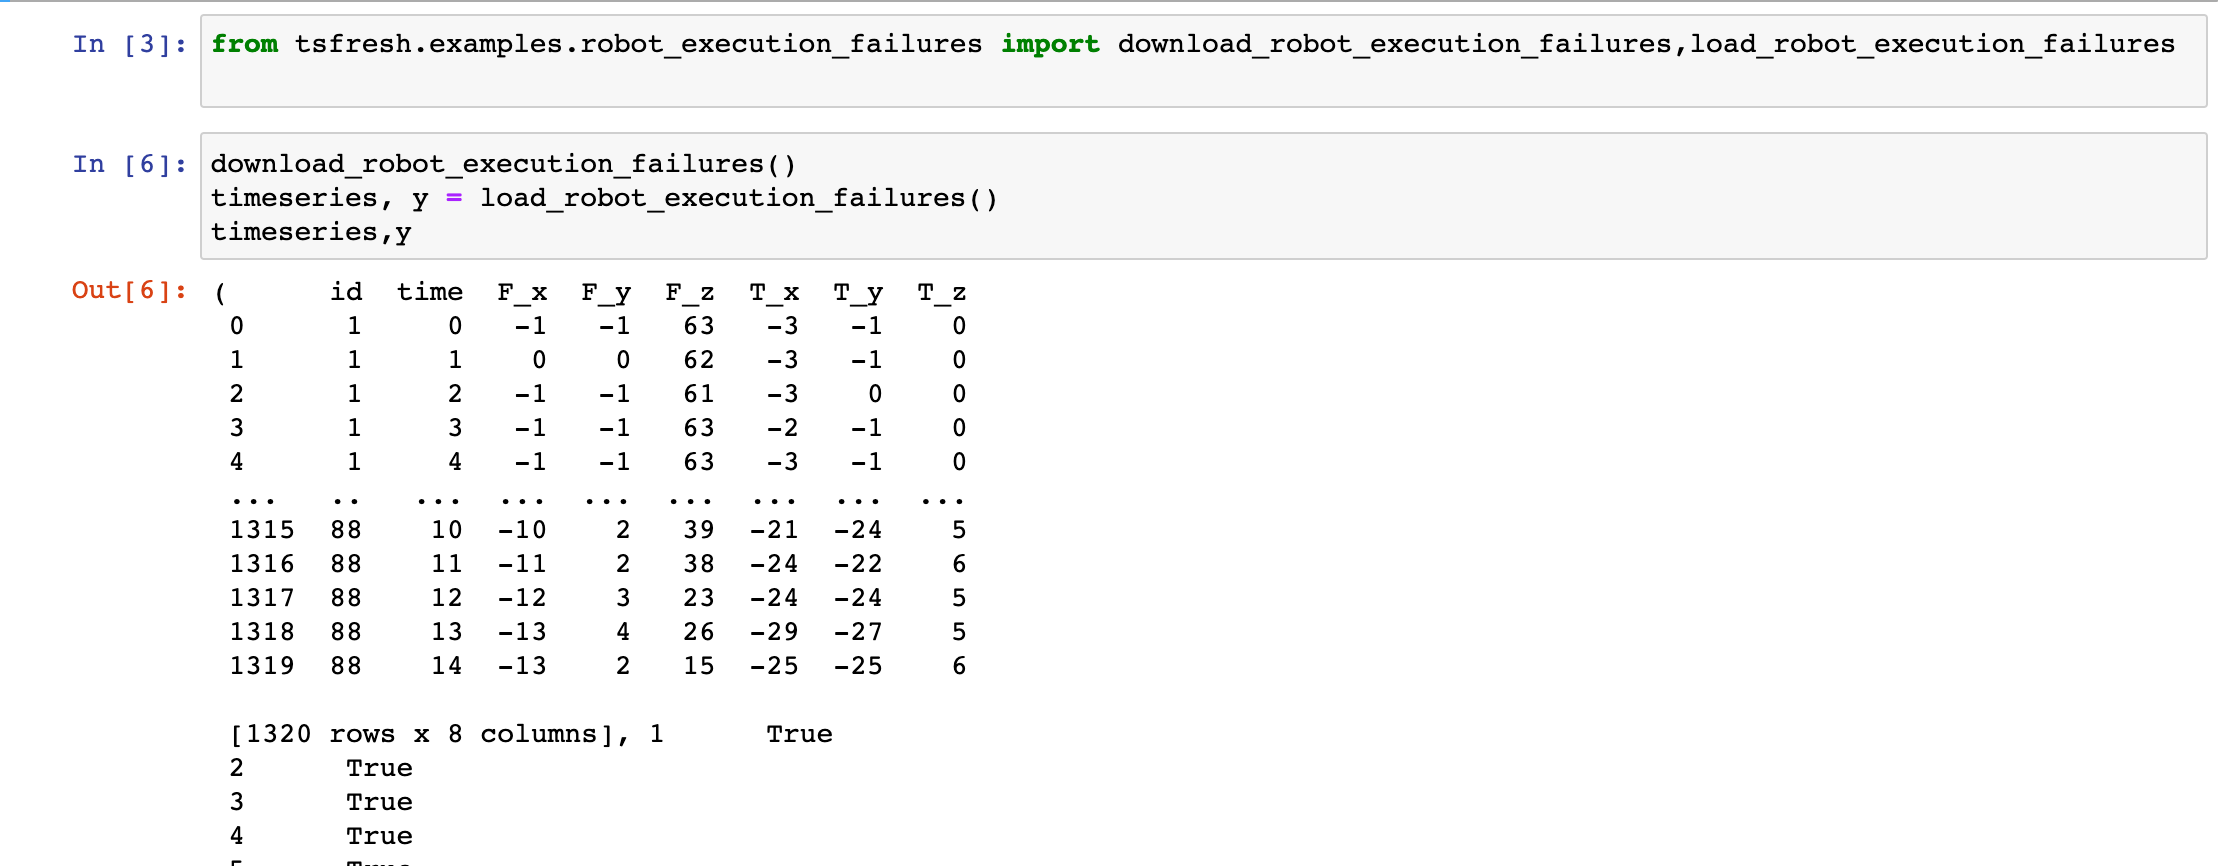 In [3]: from tsfresh.examples.robot_execution_failures import download_robot_execution_failures,load_robot_execution_failures
In [6]: download_robot_execution_failures()
timeseries, y = load_robot_execution_failures()
timeseries,y
Out[6]: (      id  time  F_x  F_y  F_z  T_x  T_y  T_z
0      1     0   -1   -1   63   -3   -1    0
1      1     1    0    0   62   -3   -1    0
2      1     2   -1   -1   61   -3    0    0
3      1     3   -1   -1   63   -2   -1    0
4      1     4   -1   -1   63   -3   -1    0
...   ..   ...  ...  ...  ...  ...  ...  ...
1315  88    10  -10    2   39  -21  -24    5
1316  88    11  -11    2   38  -24  -22    6
1317  88    12  -12    3   23  -24  -24    5
1318  88    13  -13    4   26  -29  -27    5
1319  88    14  -13    2   15  -25  -25    6
[1320 rows x 8 columns], 1      True
2      True
3      True
4      True